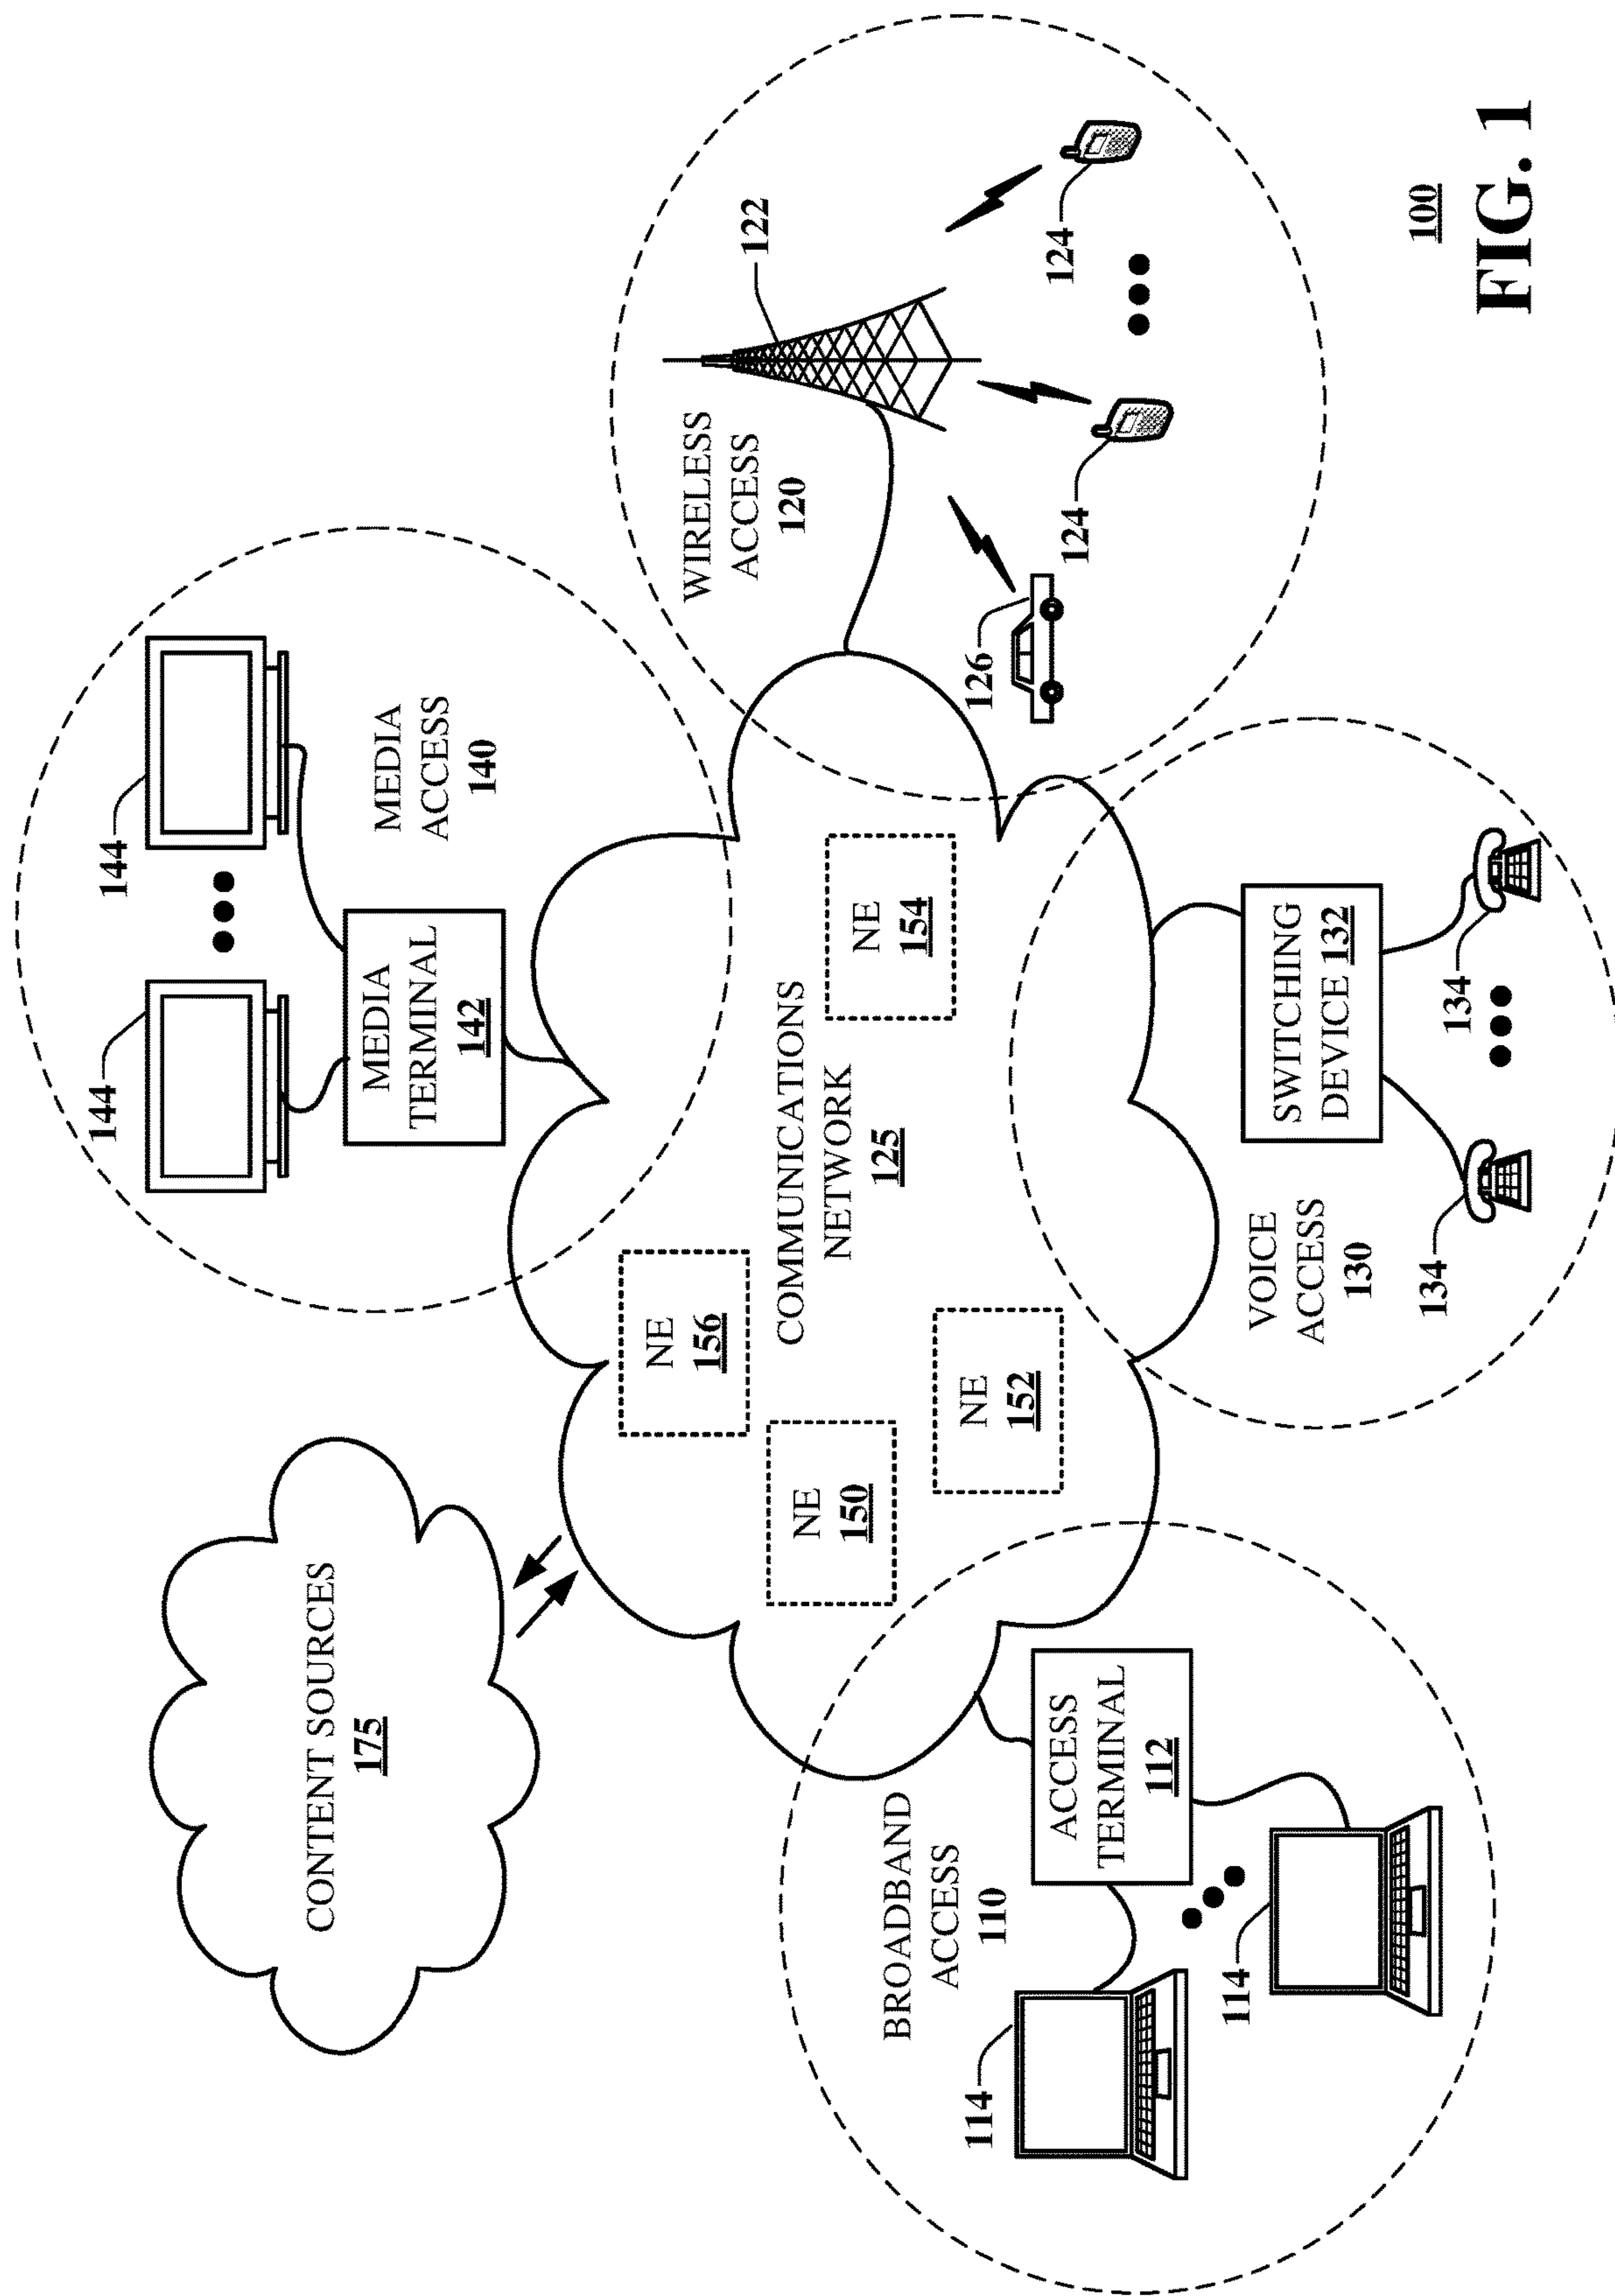 CONTENT SOURCES
175
144
144
MEDIA
TERMINAL
142
MEDIA
ACCESS
140
NE
156
NE
150
NE
152
COMMUNICATIONS
NETWORK
125
NE
154
WIRELESS
ACCESS
120
122
124
124
126
BROADBAND
ACCESS
110
ACCESS
TERMINAL
112
114
114
VOICE
ACCESS
130
SWITCHING
DEVICE 132
134
134
100
FIG. 1